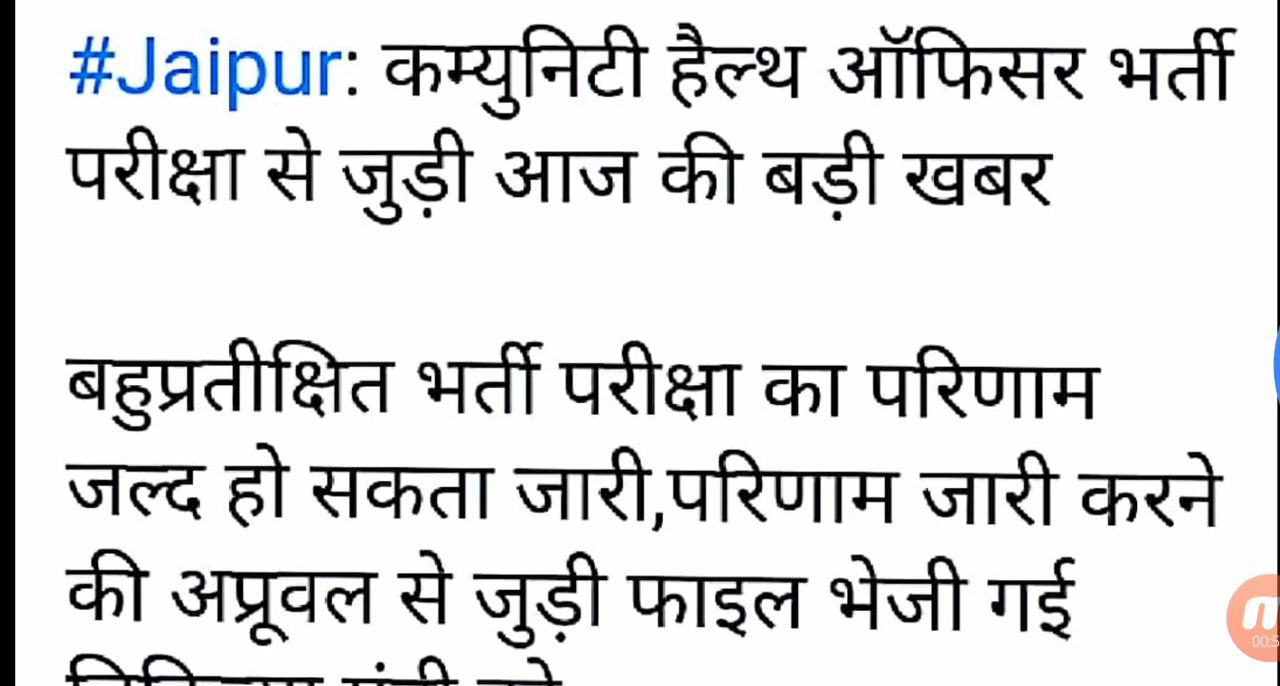 #Jaipur: कम्युनिटी हैल्थ ऑफिसर भर्ती
परीक्षा से जुड़ी आज की बड़ी खबर
बहुप्रतीक्षित भर्ती परीक्षा का परिणाम
जल्द हो सकता जारी,परिणाम जारी करने
की अप्रूवल से जुड़ी फाइल भेजी गई